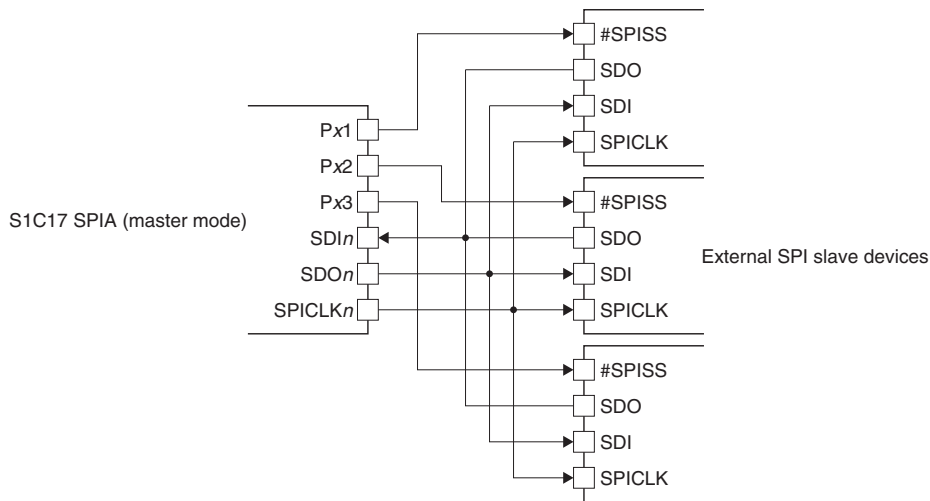 S1C17 SPIA (master mode)
Px1
Px2
Px3
SDIn
SDOn
SPICLKn
#SPISS
SDO
SDI
SPICLK
#SPISS
SDO
SDI
SPICLK
#SPISS
SDO
SDI
SPICLK
External SPI slave devices